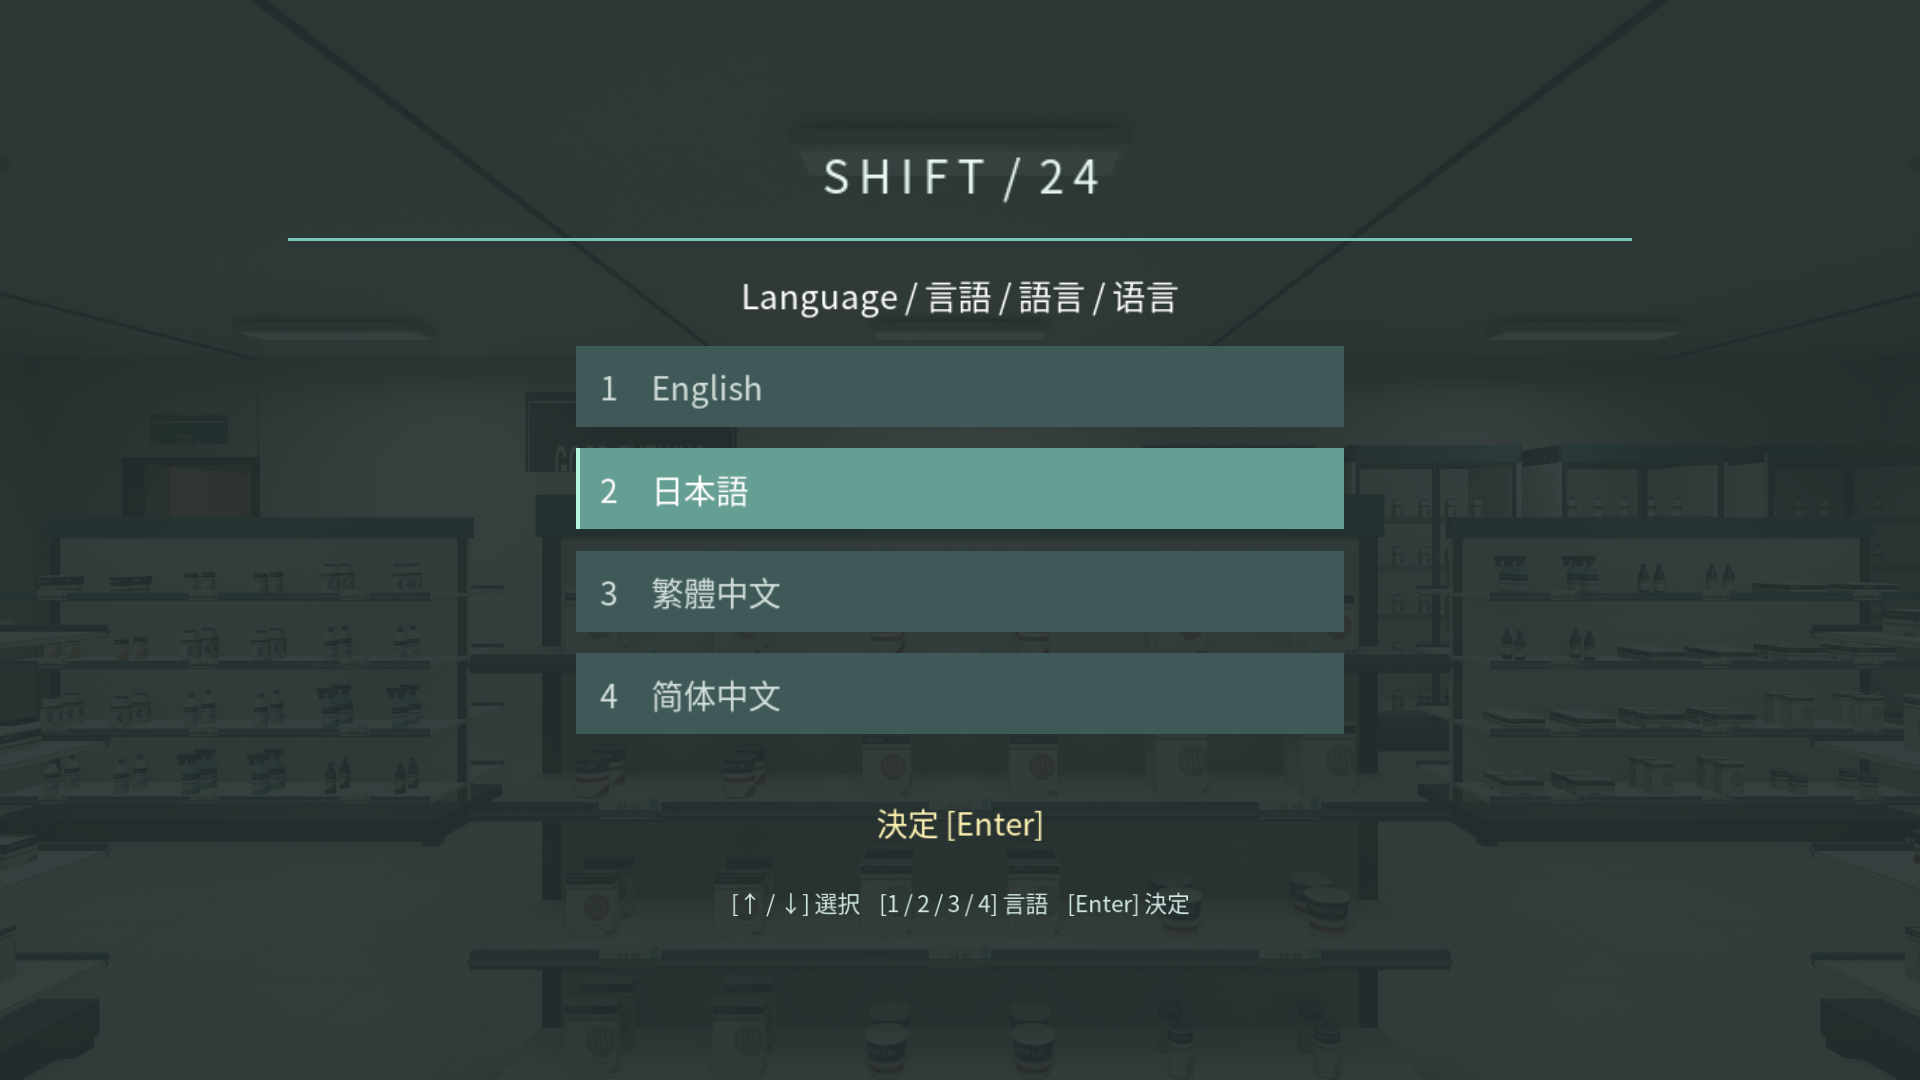 SHIFT / 24
Language / 言語 / 語言 / 语言
1 English
2 日本語
3 繁體中文
4 简体中文
決定 [Enter]
[↑ / ↓] 選択 [1 / 2 / 3 / 4] 言語 [Enter] 決定